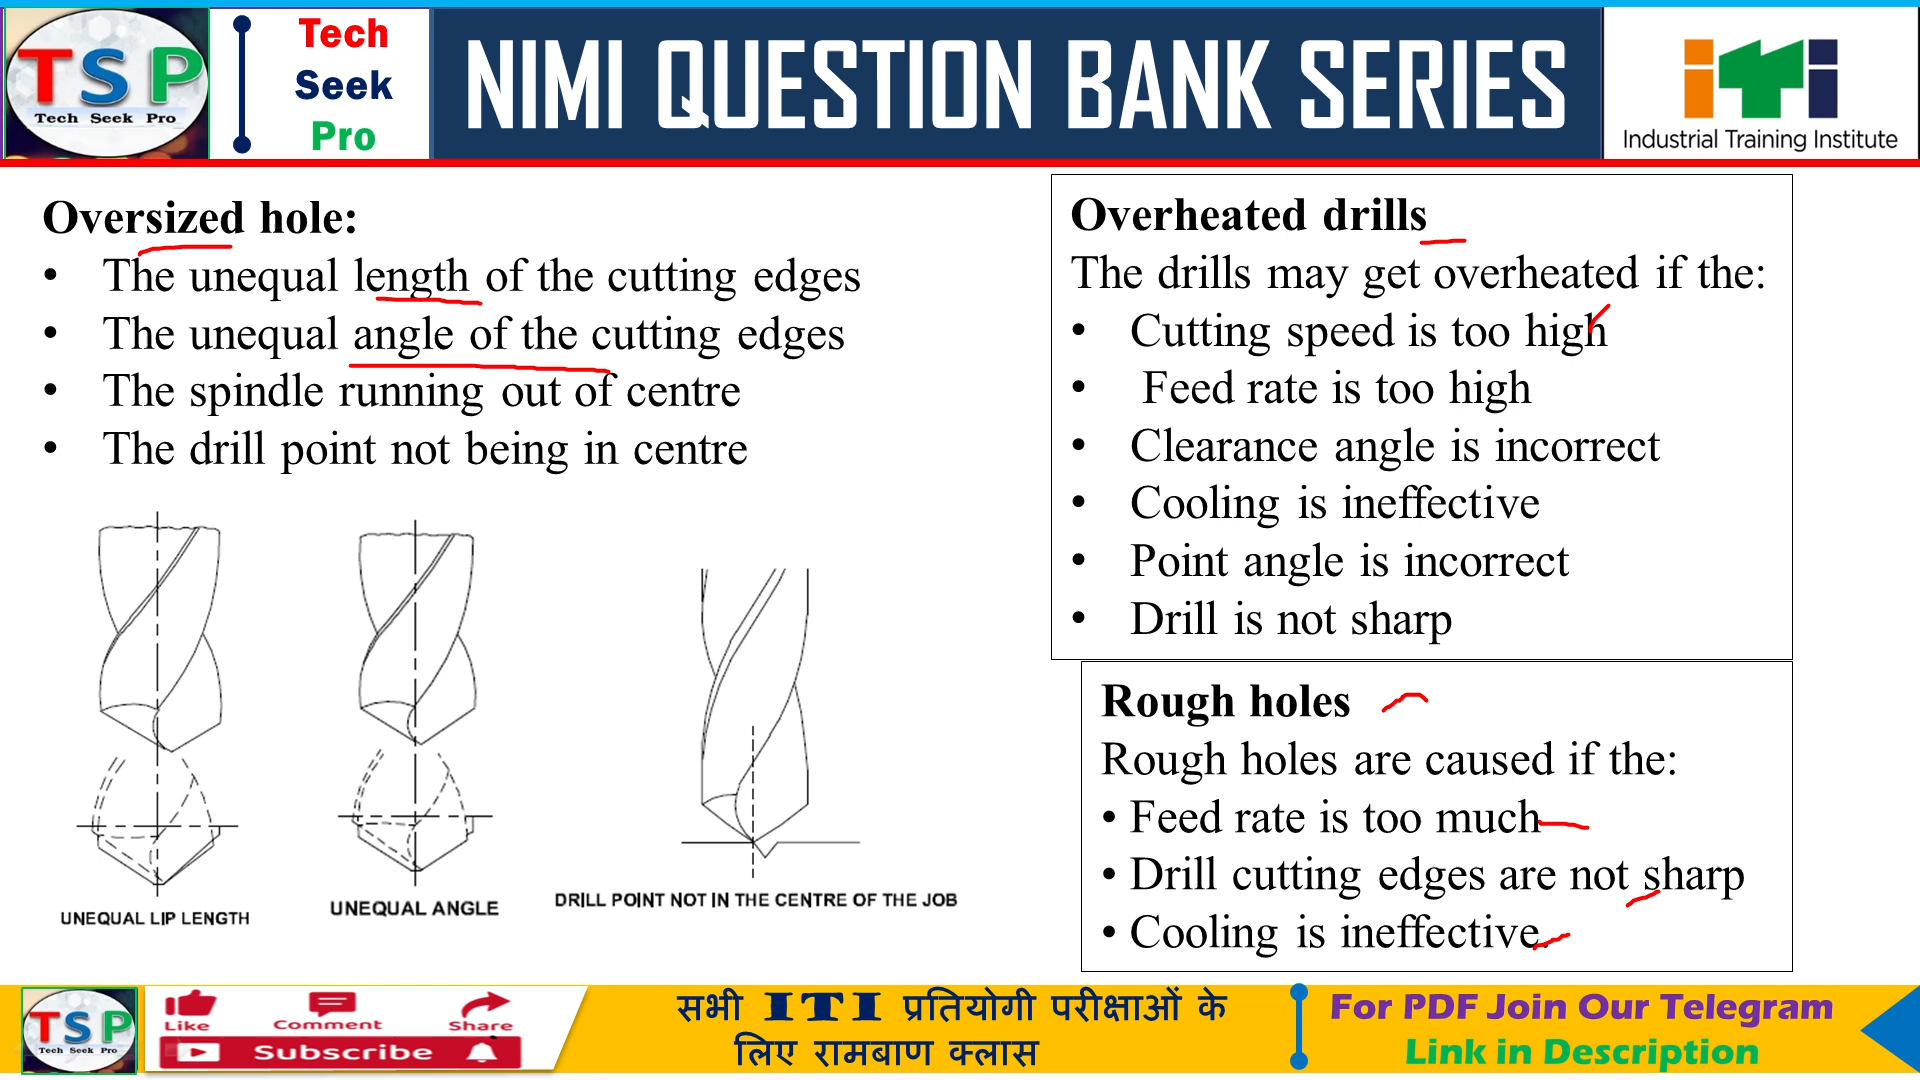 TSP
Tech Seek Pro
Tech
Seek
Pro
NIMI QUESTION BANK SERIES
iTi
Industrial Training Institute
Oversized hole:
• The unequal length of the cutting edges
• The unequal angle of the cutting edges
• The spindle running out of centre
• The drill point not being in centre
UNEQUAL LIP LENGTH
UNEQUAL ANGLE
DRILL POINT NOT IN THE CENTRE OF THE JOB
Overheated drills
The drills may get overheated if the:
• Cutting speed is too high
• Feed rate is too high
• Clearance angle is incorrect
• Cooling is ineffective
• Point angle is incorrect
• Drill is not sharp
Rough holes
Rough holes are caused if the:
• Feed rate is too much
• Drill cutting edges are not sharp
• Cooling is ineffective.
TSP
Tech Seek Pro
Like
Comment
Share
Subscribe
सभी ITI प्रतियोगी परीक्षाओं के
लिए रामबाण क्लास
For PDF Join Our Telegram
Link in Description